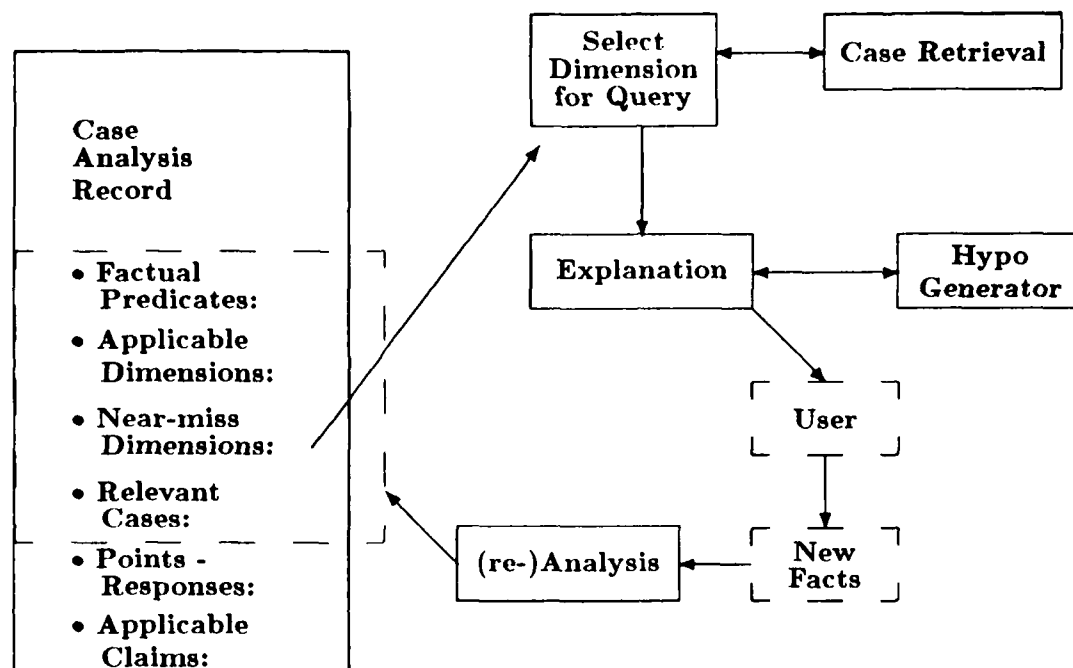 Case
Analysis
Record
• Factual
Predicates:
• Applicable
Dimensions:
• Near-miss
Dimensions:
• Relevant
Cases:
• Points -
Responses:
• Applicable
Claims:
Select
Dimension
for Query
Case Retrieval
Explanation
Hypo
Generator
User
New
Facts
(re-)Analysis